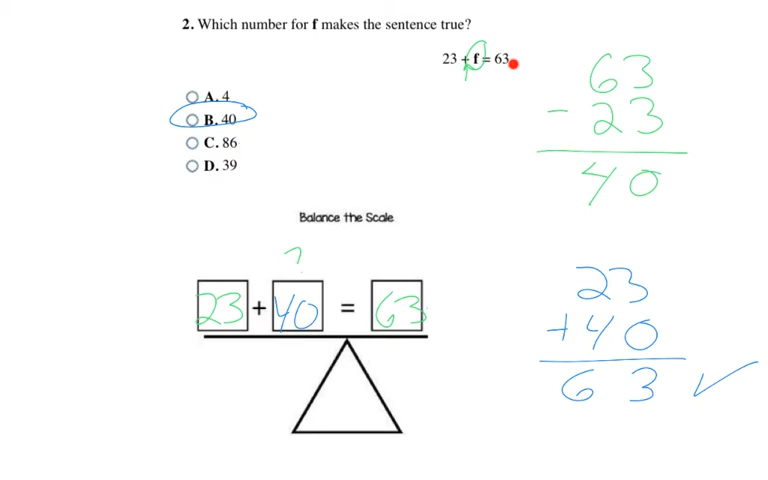 2. Which number for f makes the sentence true?
23 + f = 63
A. 4
B. 40
C. 86
D. 39
63
- 23
40
Balance the Scale
?
23 + 40 = 63
23
+ 40
63 ✓